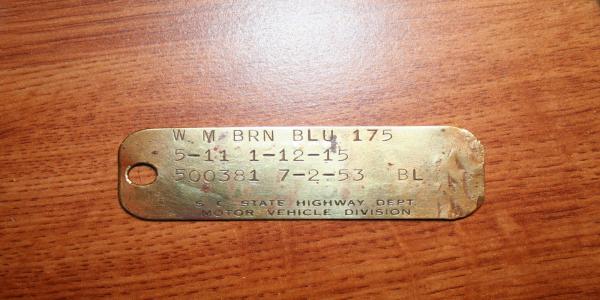 W M BRN BLU 175
5-11 1-12-15
500381 7-2-53 BL
S. C. STATE HIGHWAY DEPT.
MOTOR VEHICLE DIVISION